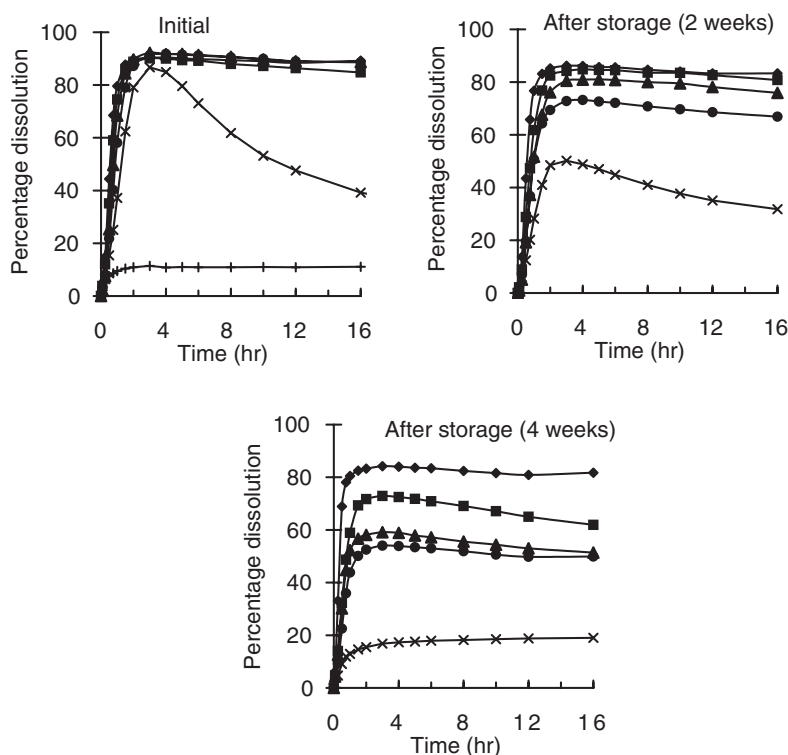 Initial
Percentage dissolution
100
80
60
40
20
0
0 4 8 12 16
Time (hr)
After storage (2 weeks)
Percentage dissolution
100
80
60
40
20
0
0 4 8 12 16
Time (hr)
After storage (4 weeks)
Percentage dissolution
100
80
60
40
20
0
0 4 8 12 16
Time (hr)